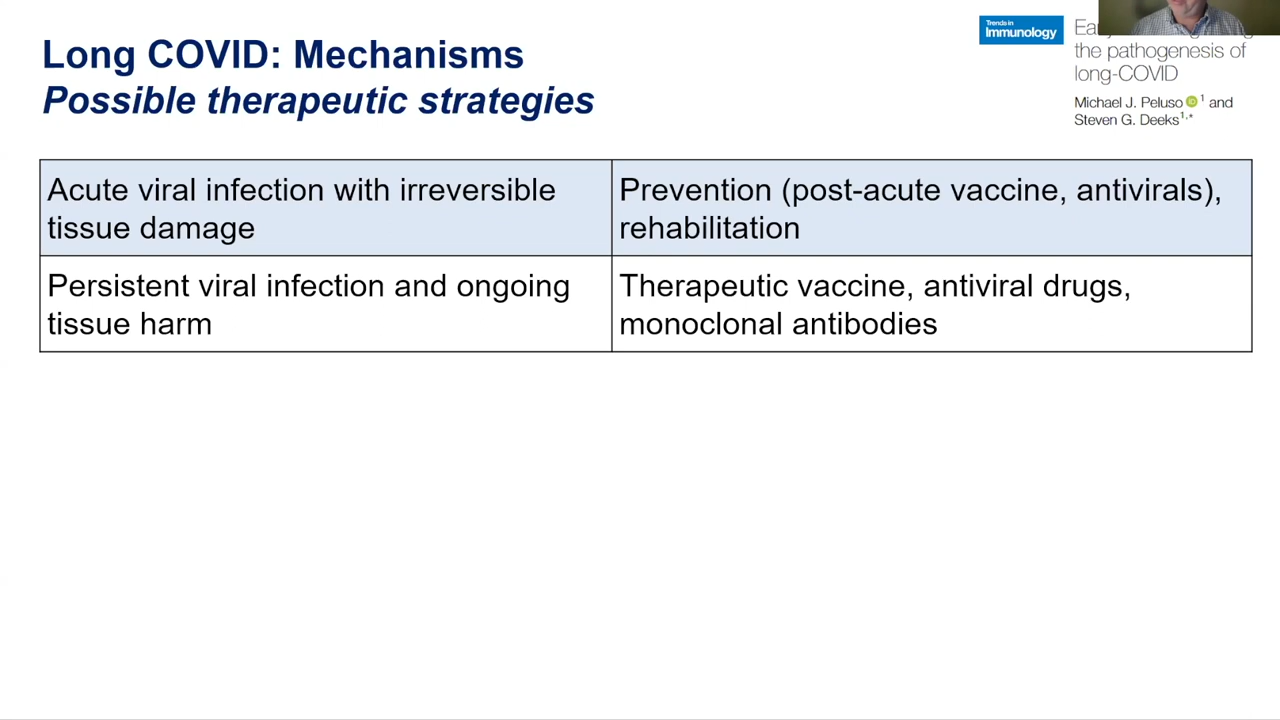 Long COVID: Mechanisms
Possible therapeutic strategies
Trends in
Immunology
the pathogenesis of
long-COVID
Michael J. Peluso 1 and
Steven G. Deeks1,*
Acute viral infection with irreversible
tissue damage
Prevention (post-acute vaccine, antivirals),
rehabilitation
Persistent viral infection and ongoing
tissue harm
Therapeutic vaccine, antiviral drugs,
monoclonal antibodies